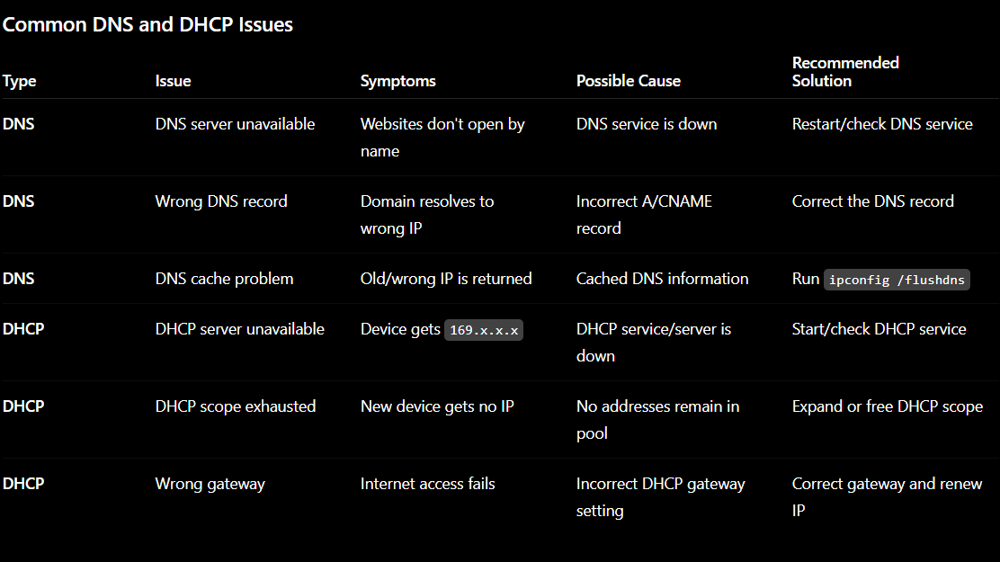 Common DNS and DHCP Issues
Type Issue Symptoms Possible Cause Recommended Solution
DNS DNS server unavailable Websites don't open by name DNS service is down Restart/check DNS service
DNS Wrong DNS record Domain resolves to wrong IP Incorrect A/CNAME record Correct the DNS record
DNS DNS cache problem Old/wrong IP is returned Cached DNS information Run ipconfig /flushdns
DHCP DHCP server unavailable Device gets 169.x.x.x DHCP service/server is down Start/check DHCP service
DHCP DHCP scope exhausted New device gets no IP No addresses remain in pool Expand or free DHCP scope
DHCP Wrong gateway Internet access fails Incorrect DHCP gateway setting Correct gateway and renew IP